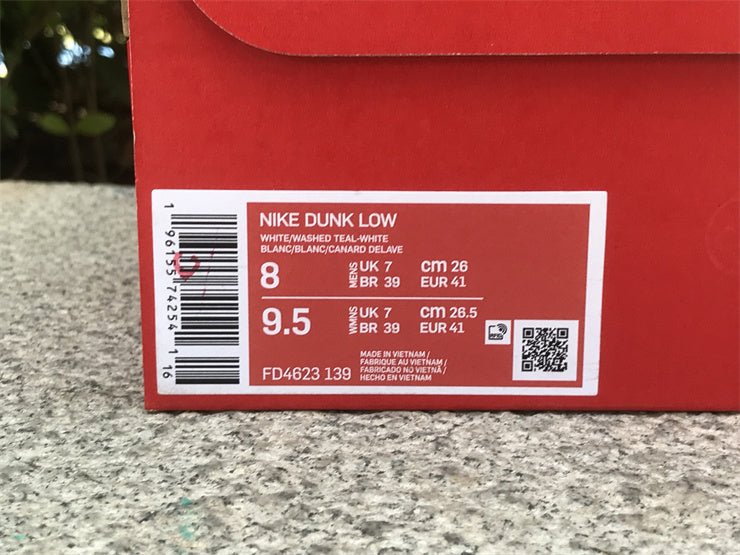 NIKE DUNK LOW
WHITE/WASHED TEAL-WHITE
BLANC/BLANC/CANARD DELAVE
8 MENS UK 7 cm 26
BR 39 EUR 41
9.5 WMNS UK 7 cm 26.5
BR 39 EUR 41
MADE IN VIETNAM /
FABRIQUE AU VIETNAM /
FABRICADO NO VIETNÃ /
HECHO EN VIETNAM
FD4623 139
1 96155 74254 1 16